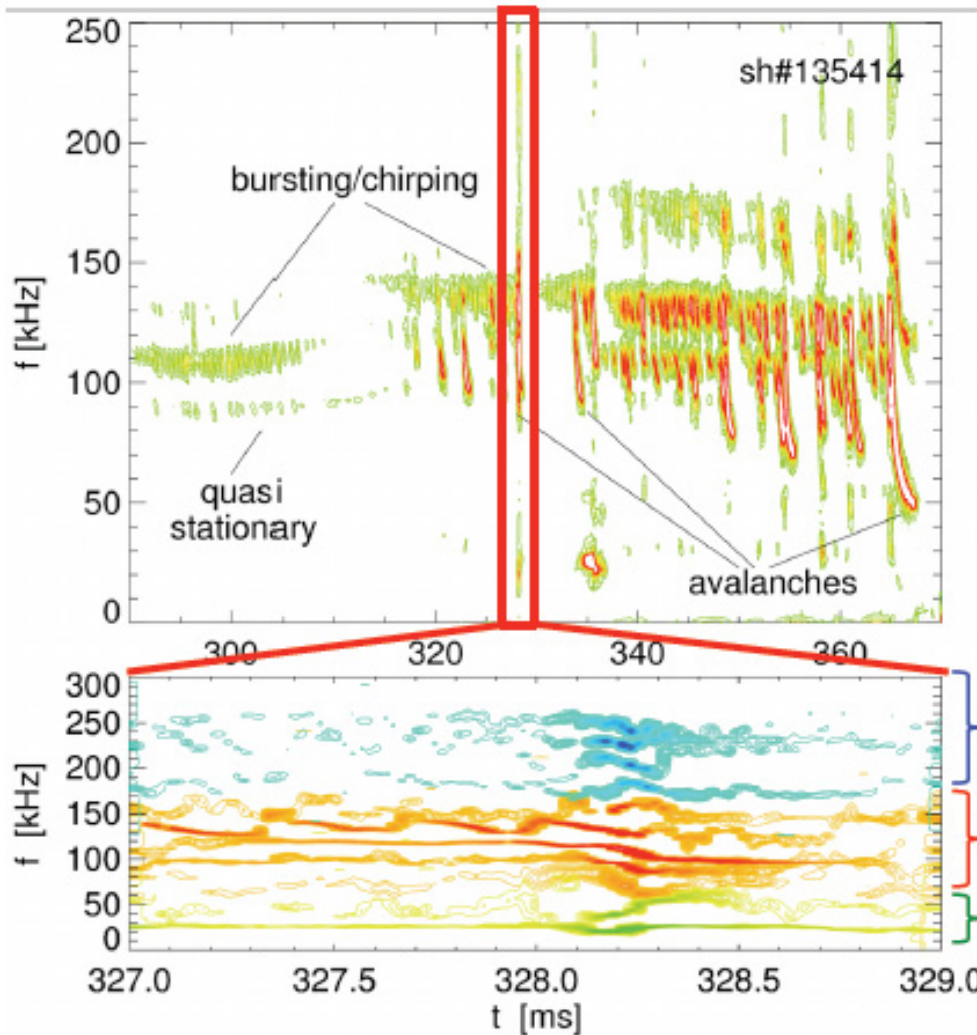 250
sh#135414
200
bursting/chirping
150
f [kHz]
100
quasi
stationary
50
avalanches
0
300 320 340 360
300
250
200
150
f [kHz]
100
50
0
327.0 327.5 328.0 328.5 329.0
t [ms]